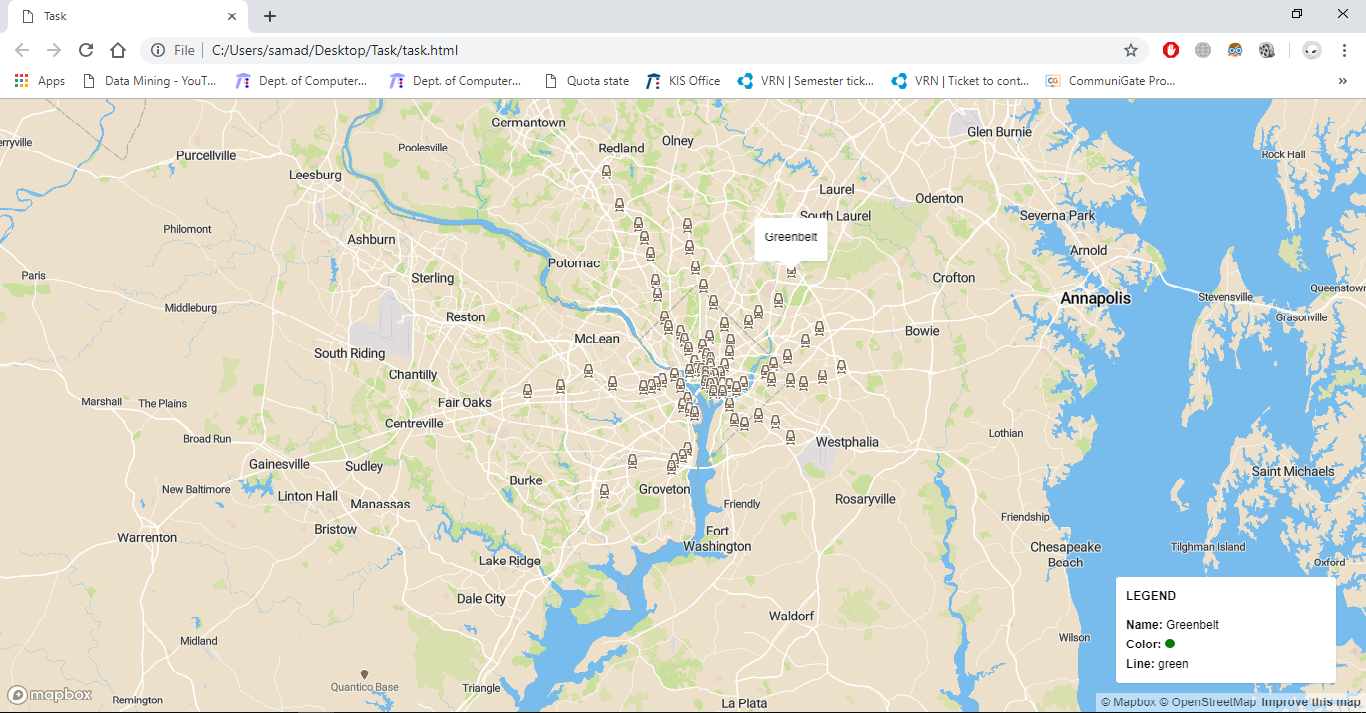 Task
File C:/Users/samad/Desktop/Task/task.html
Apps Data Mining - YouT... Dept. of Computer... Dept. of Computer... Quota state KIS Office VRN | Semester tick... VRN | Ticket to cont... CommuniGate Pro... »
Germantown
Glen Burnie
erryville
Poolesville
Olney
Redland
Purcellville
Rock Hall
Leesburg
Laurel
Odenton
South Laurel
Severna Park
Philomont
Ashburn
Greenbelt
Arnold
Potomac
Paris
Sterling
Crofton
Queenstown
Annapolis
Stevensville
Middleburg
Reston
Grasonville
McLean
Bowie
South Riding
Chantilly
Marshall
The Plains
Fair Oaks
Centreville
Lothian
Broad Run
Westphalia
Gainesville
Sudley
Saint Michaels
Burke
New Baltimore
Groveton
Linton Hall
Manassas
Friendly
Rosaryville
Friendship
Bristow
Fort
Washington
Warrenton
Chesapeake
Beach
Tilghman Island
Lake Ridge
Oxford
Dale City
LEGEND
Waldorf
Name: Greenbelt
Midland
Wilson
Color:
Line: green
Quantico Base
Triangle
mapbox
Remington
La Plata
© Mapbox © OpenStreetMap Improve this map